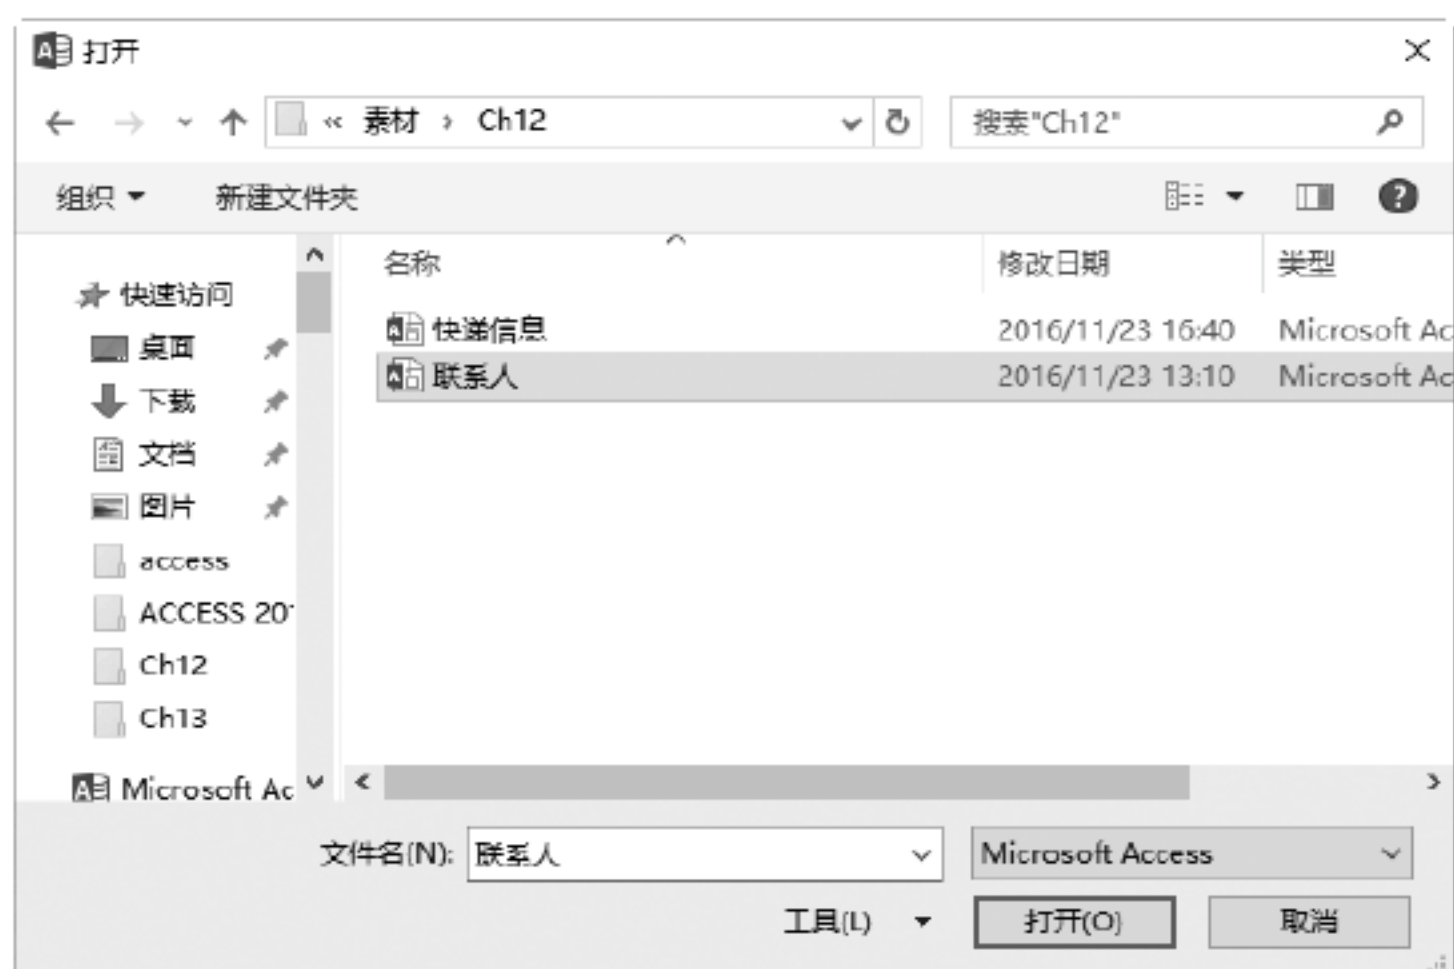 打开
« 素材 › Ch12
搜索"Ch12"
组织 新建文件夹
名称 修改日期 类型
快速访问
桌面
下载
文档
图片
access
ACCESS 20
Ch12
Ch13
Microsoft Ac
快递信息 2016/11/23 16:40 Microsoft Ac
联系人 2016/11/23 13:10 Microsoft Ac
文件名(N): 联系人 Microsoft Access
工具(L) 打开(O) 取消